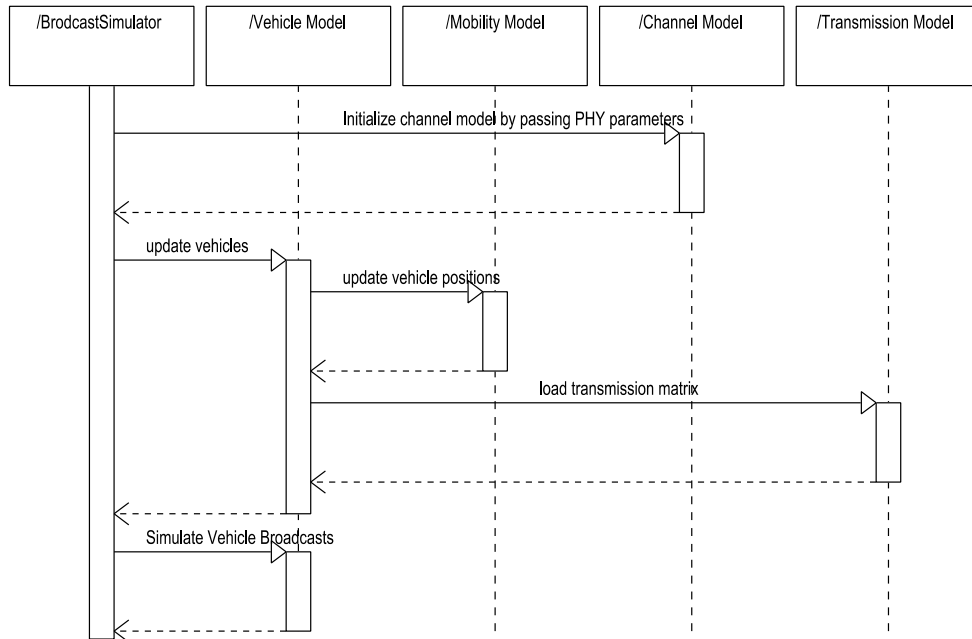 /BrodcastSimulator
/Vehicle Model
/Mobility Model
/Channel Model
/Transmission Model
Initialize channel model by passing PHY parameters
update vehicles
update vehicle positions
load transmission matrix
Simulate Vehicle Broadcasts